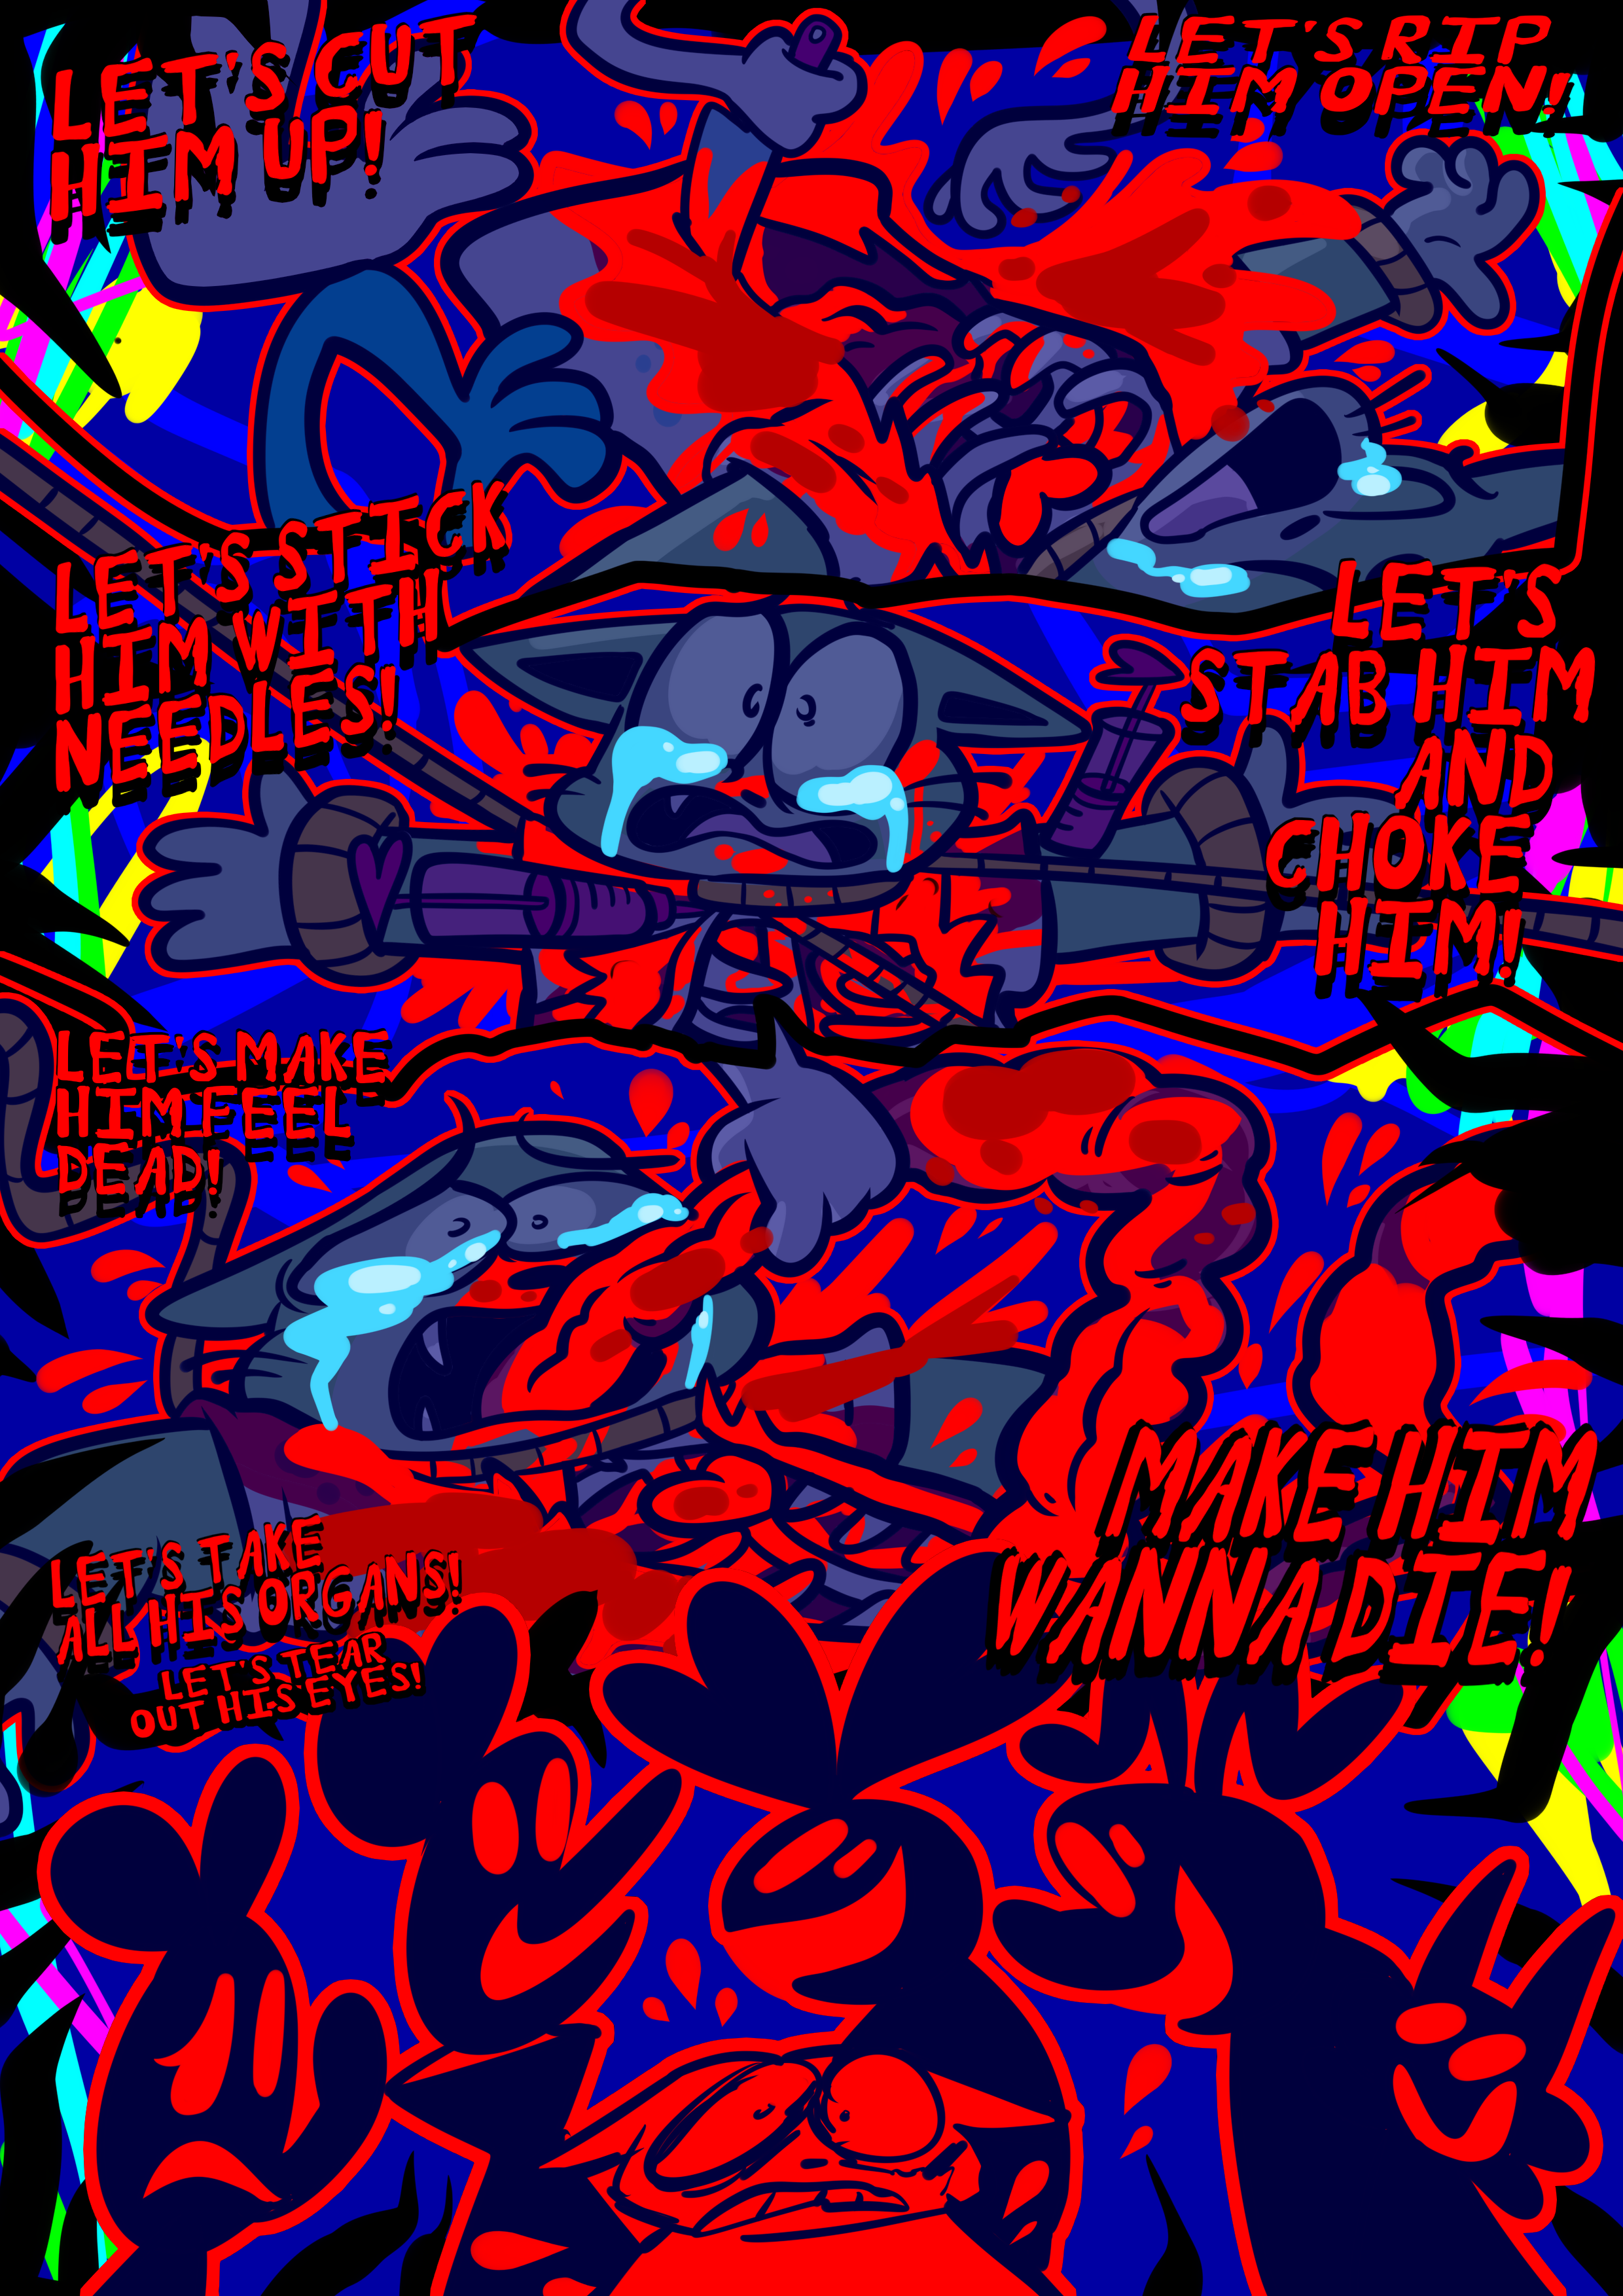 LET'S CUT
HIM UP!
LET'S RIP
HIM OPEN!
LET'S STICK
HIM WITH
NEEDLES!
LET'S
STAB HIM
AND
CHOKE
HIM!
LET'S MAKE
HIM FEEL
DEAD!
MAKE HIM
WANNA DIE!
LET'S TAKE
ALL HIS ORGANS!
LET'S TEAR
OUT HIS EYES!